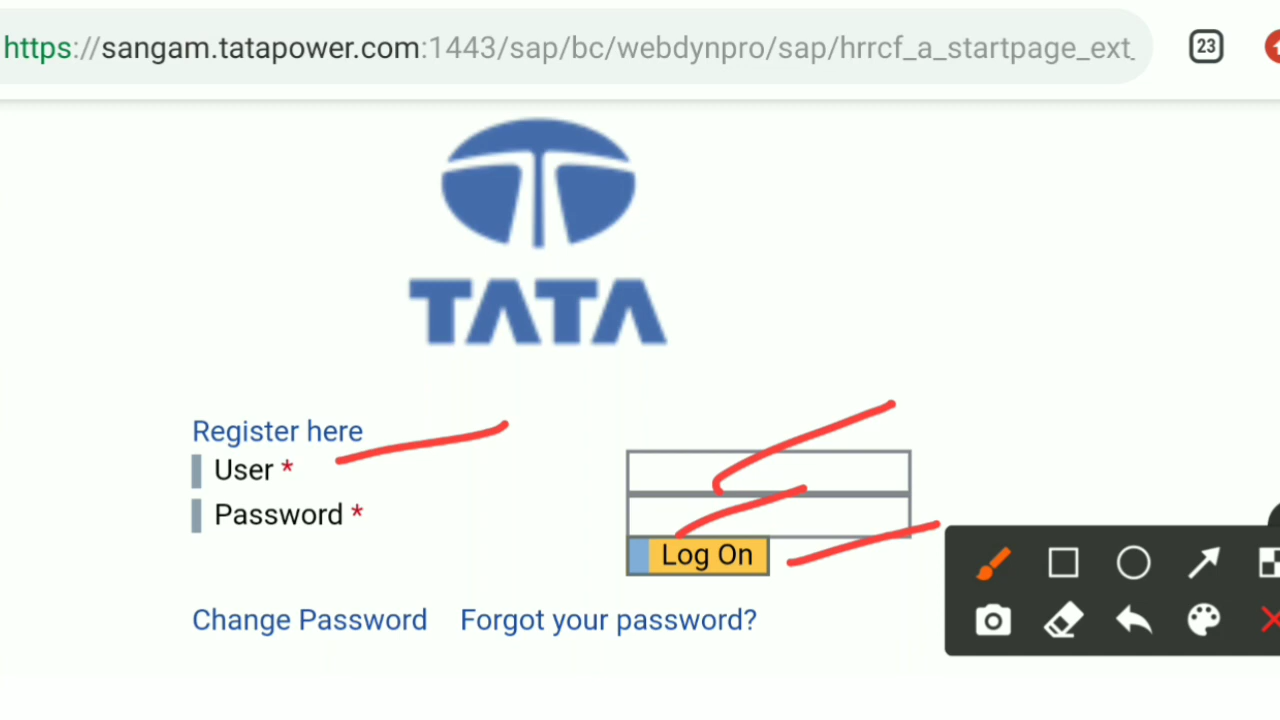 https://sangam.tatapower.com:1443/sap/bc/webdynpro/sap/hrrcf_a_startpage_ext_
23
TATA
Register here
User *
Password *
Log On
Change Password Forgot your password?